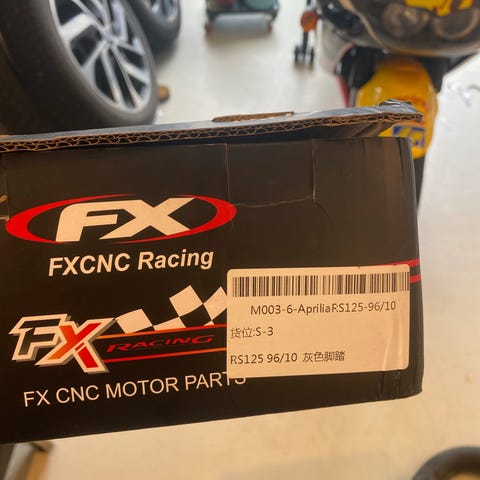 FX
FXCNC Racing
FX
RACING
FX CNC MOTOR PARTS
M003-6-ApriliaRS125-96/10
货位:S-3
RS125 96/10 灰色脚踏